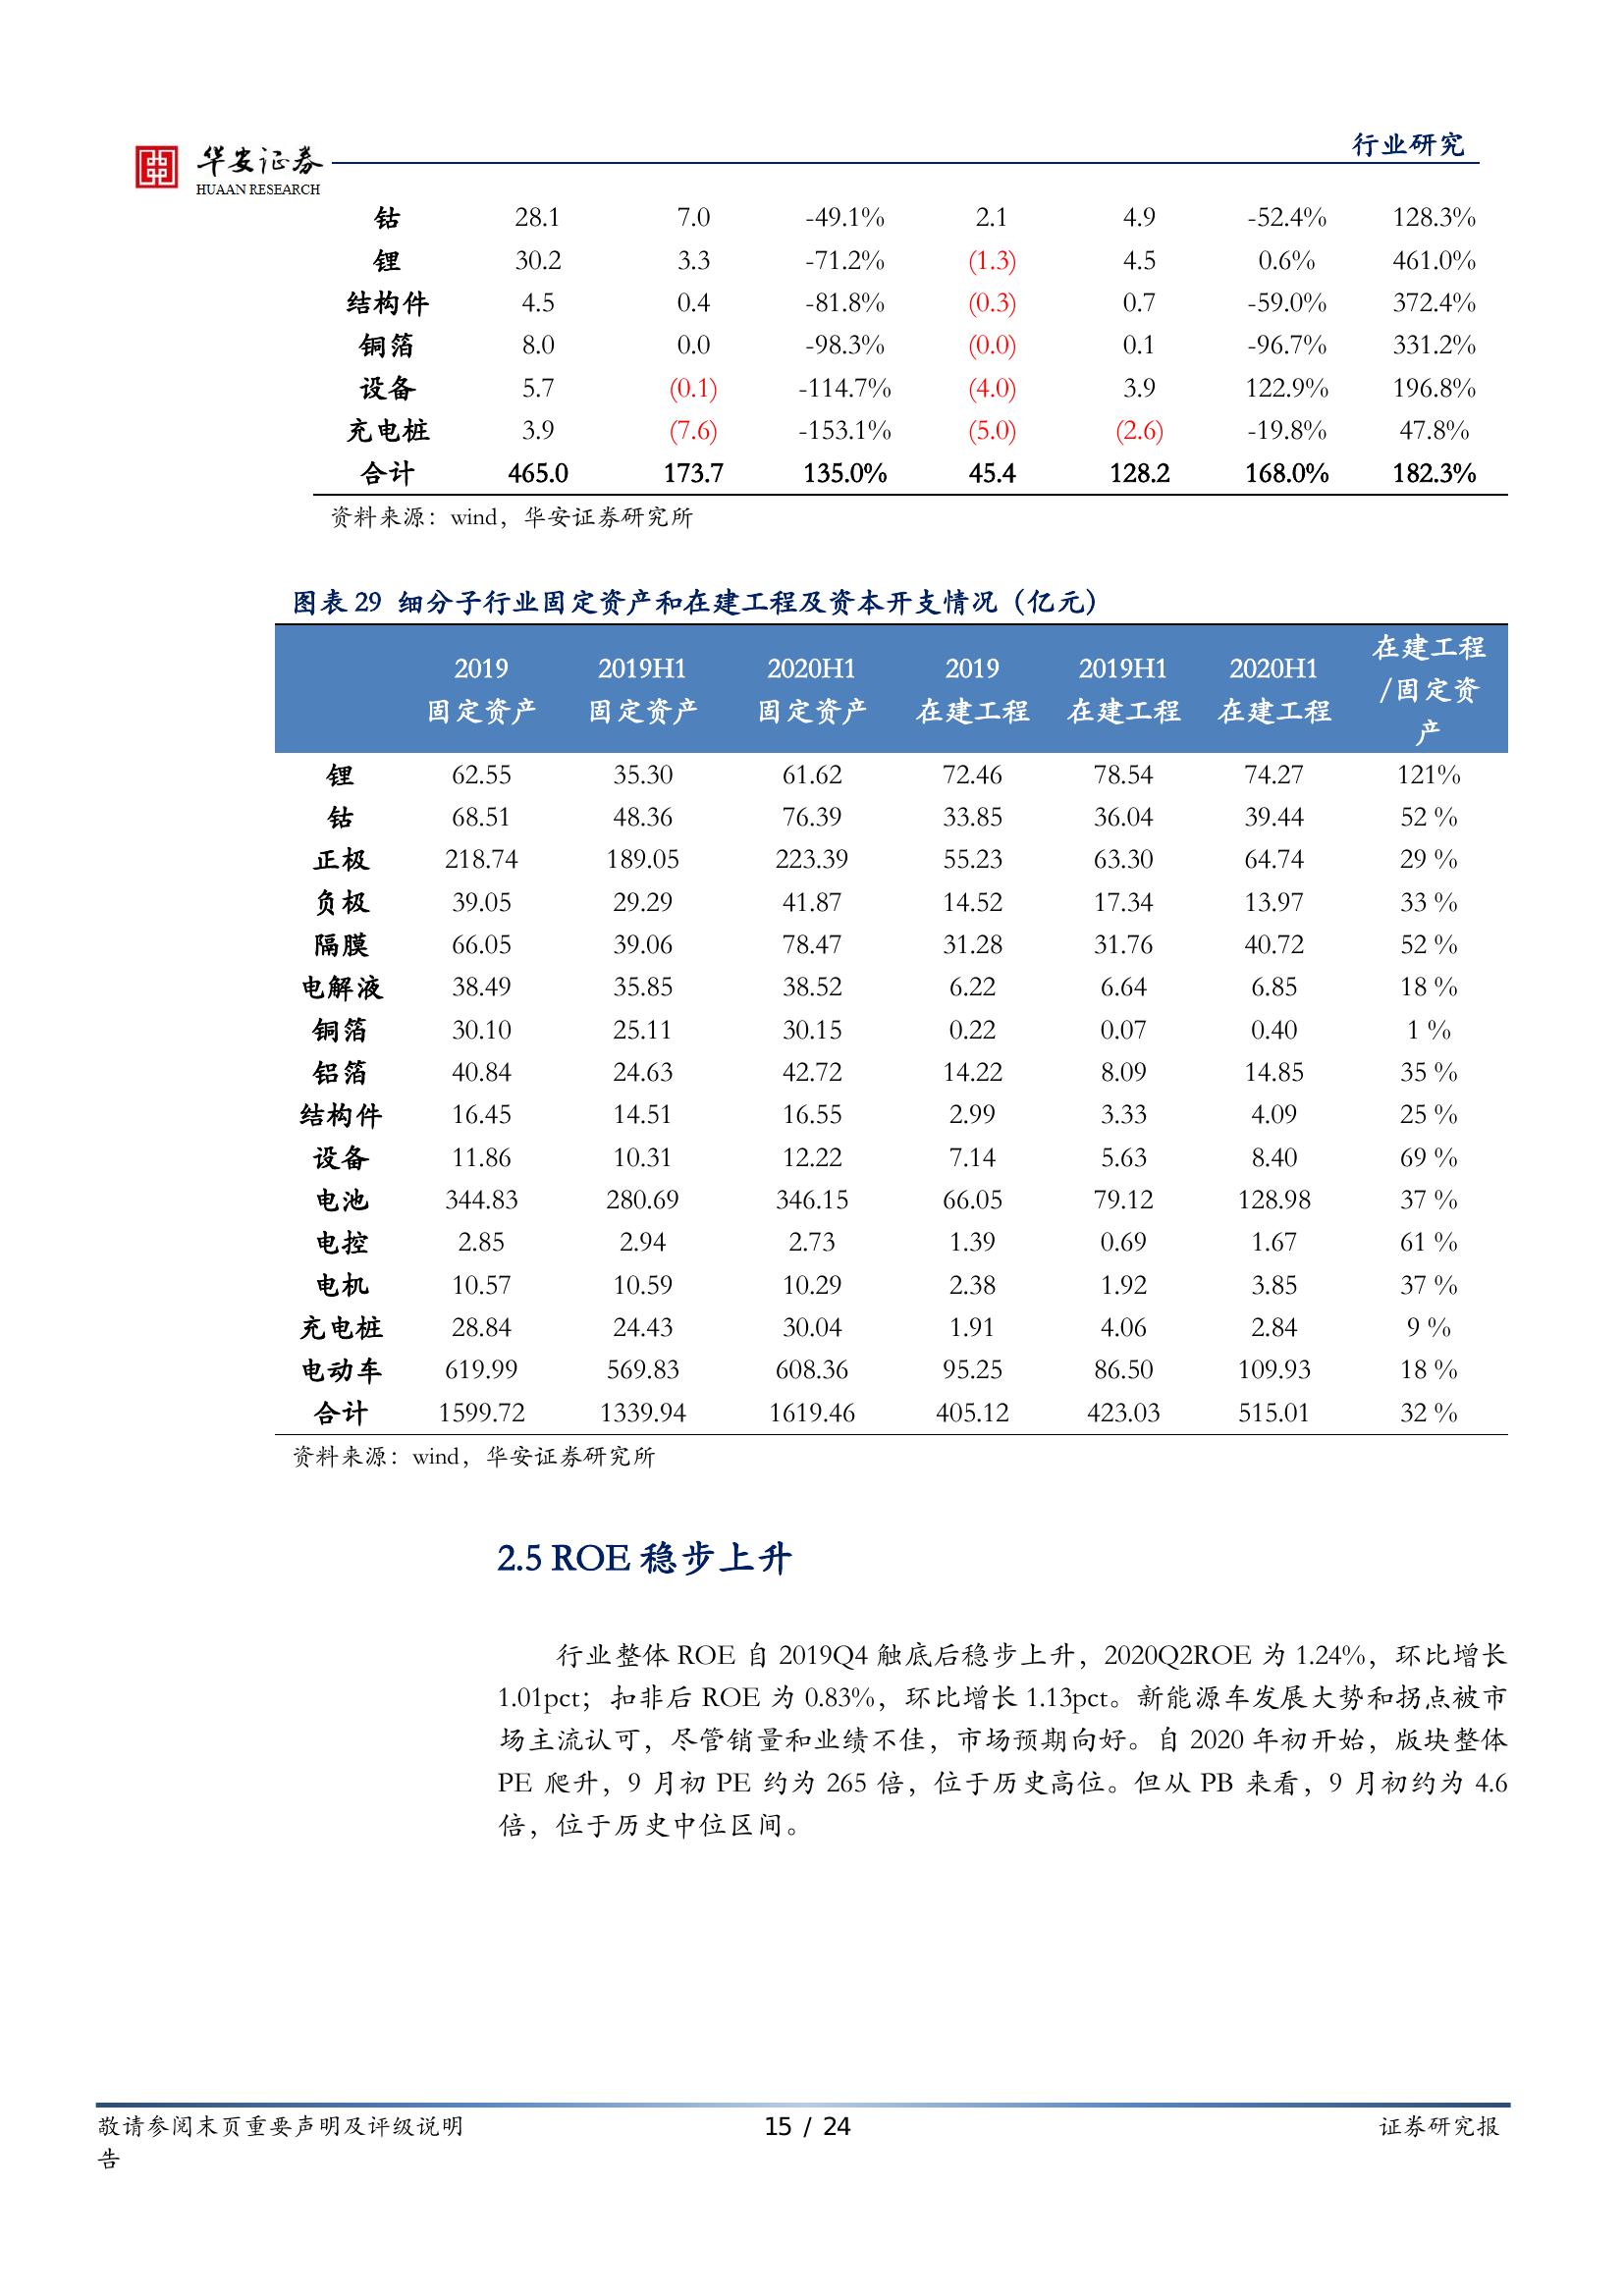 华安证券
HUAAN RESEARCH
行业研究
钴 28.1 7.0 -49.1% 2.1 4.9 -52.4% 128.3%
锂 30.2 3.3 -71.2% (1.3) 4.5 0.6% 461.0%
结构件 4.5 0.4 -81.8% (0.3) 0.7 -59.0% 372.4%
铜箔 8.0 0.0 -98.3% (0.0) 0.1 -96.7% 331.2%
设备 5.7 (0.1) -114.7% (4.0) 3.9 122.9% 196.8%
充电桩 3.9 (7.6) -153.1% (5.0) (2.6) -19.8% 47.8%
合计 465.0 173.7 135.0% 45.4 128.2 168.0% 182.3%
资料来源：wind，华安证券研究所
图表 29 细分子行业固定资产和在建工程及资本开支情况（亿元）
2019 2019H1 2020H1 2019 2019H1 2020H1 在建工程
固定资产 固定资产 固定资产 在建工程 在建工程 在建工程 /固定资
产
锂 62.55 35.30 61.62 72.46 78.54 74.27 121%
钴 68.51 48.36 76.39 33.85 36.04 39.44 52 %
正极 218.74 189.05 223.39 55.23 63.30 64.74 29 %
负极 39.05 29.29 41.87 14.52 17.34 13.97 33 %
隔膜 66.05 39.06 78.47 31.28 31.76 40.72 52 %
电解液 38.49 35.85 38.52 6.22 6.64 6.85 18 %
铜箔 30.10 25.11 30.15 0.22 0.07 0.40 1 %
铝箔 40.84 24.63 42.72 14.22 8.09 14.85 35 %
结构件 16.45 14.51 16.55 2.99 3.33 4.09 25 %
设备 11.86 10.31 12.22 7.14 5.63 8.40 69 %
电池 344.83 280.69 346.15 66.05 79.12 128.98 37 %
电控 2.85 2.94 2.73 1.39 0.69 1.67 61 %
电机 10.57 10.59 10.29 2.38 1.92 3.85 37 %
充电桩 28.84 24.43 30.04 1.91 4.06 2.84 9 %
电动车 619.99 569.83 608.36 95.25 86.50 109.93 18 %
合计 1599.72 1339.94 1619.46 405.12 423.03 515.01 32 %
资料来源：wind，华安证券研究所
2.5 ROE 稳步上升
行业整体 ROE 自 2019Q4 触底后稳步上升，2020Q2ROE 为 1.24%，环比增长
1.01pct；扣非后 ROE 为 0.83%，环比增长 1.13pct。新能源车发展大势和拐点被市
场主流认可，尽管销量和业绩不佳，市场预期向好。自 2020 年初开始，版块整体
PE 爬升，9 月初 PE 约为 265 倍，位于历史高位。但从 PB 来看，9 月初约为 4.6
倍，位于历史中位区间。
敬请参阅末页重要声明及评级说明 15 / 24 证券研究报
告